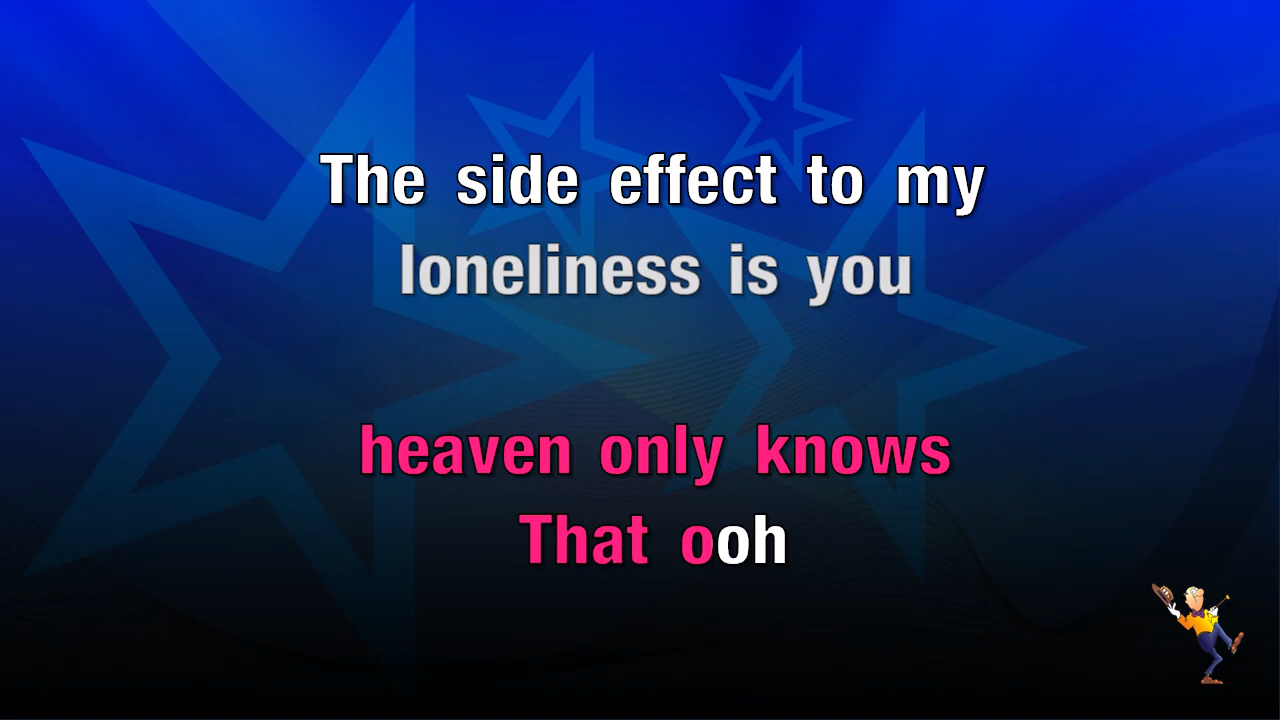 The side effect to my
loneliness is you
heaven only knows
That ooh